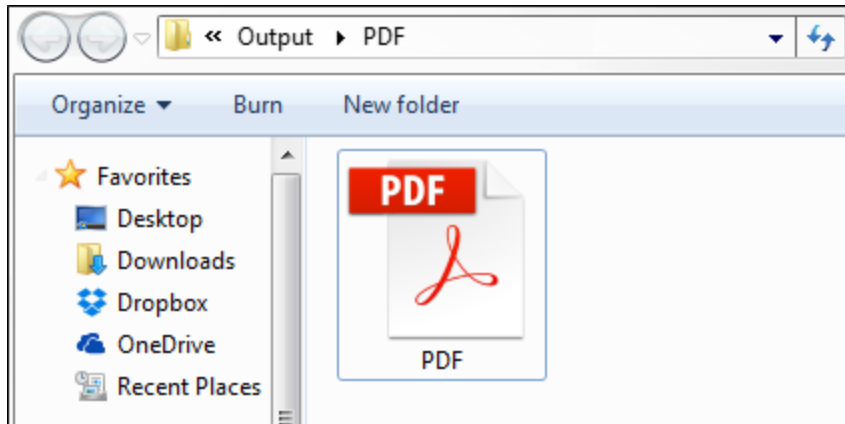 « Output ▸ PDF
Organize ▾ Burn New folder
Favorites
Desktop
Downloads
Dropbox
OneDrive
Recent Places
PDF
PDF